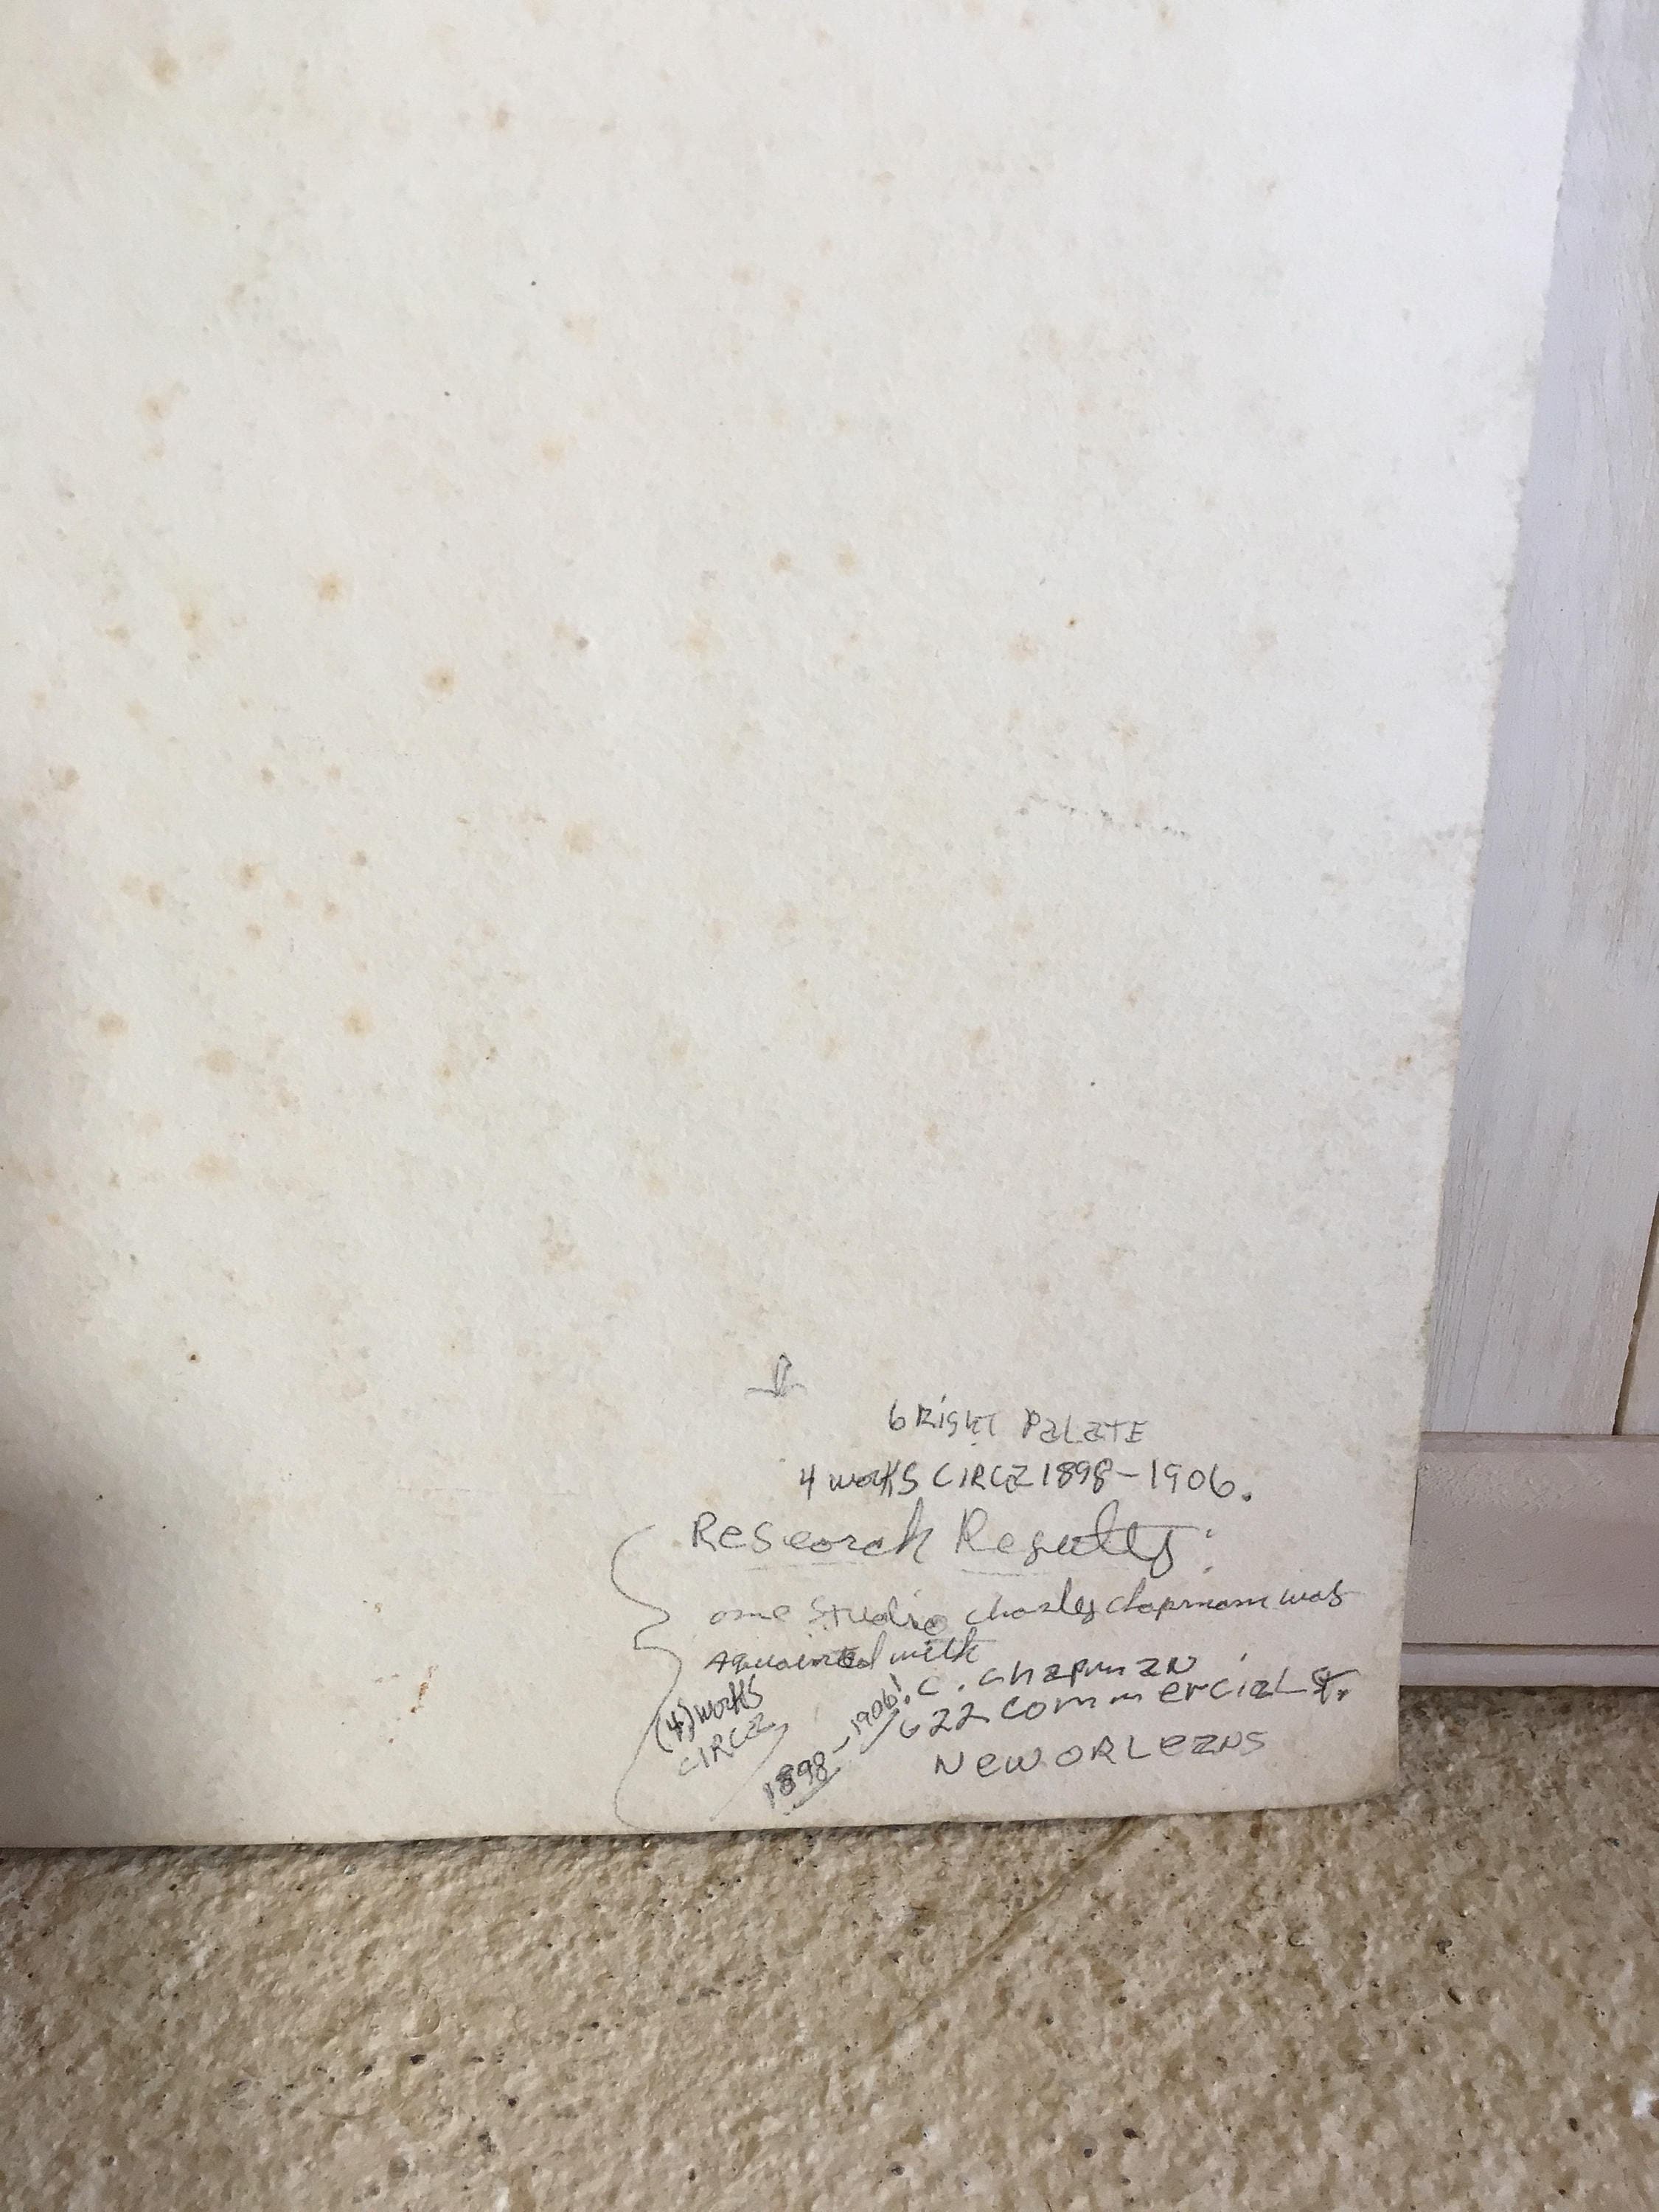 bRigHT PaLaTE
4 works CIRCa 1898-1906.
Research Results:
one Studio Charles Chapman was
Aquainted with
C. Chapman
622 Commercial St.
NEW ORLeaNS
(4) works
CIRCa
1898-1906!